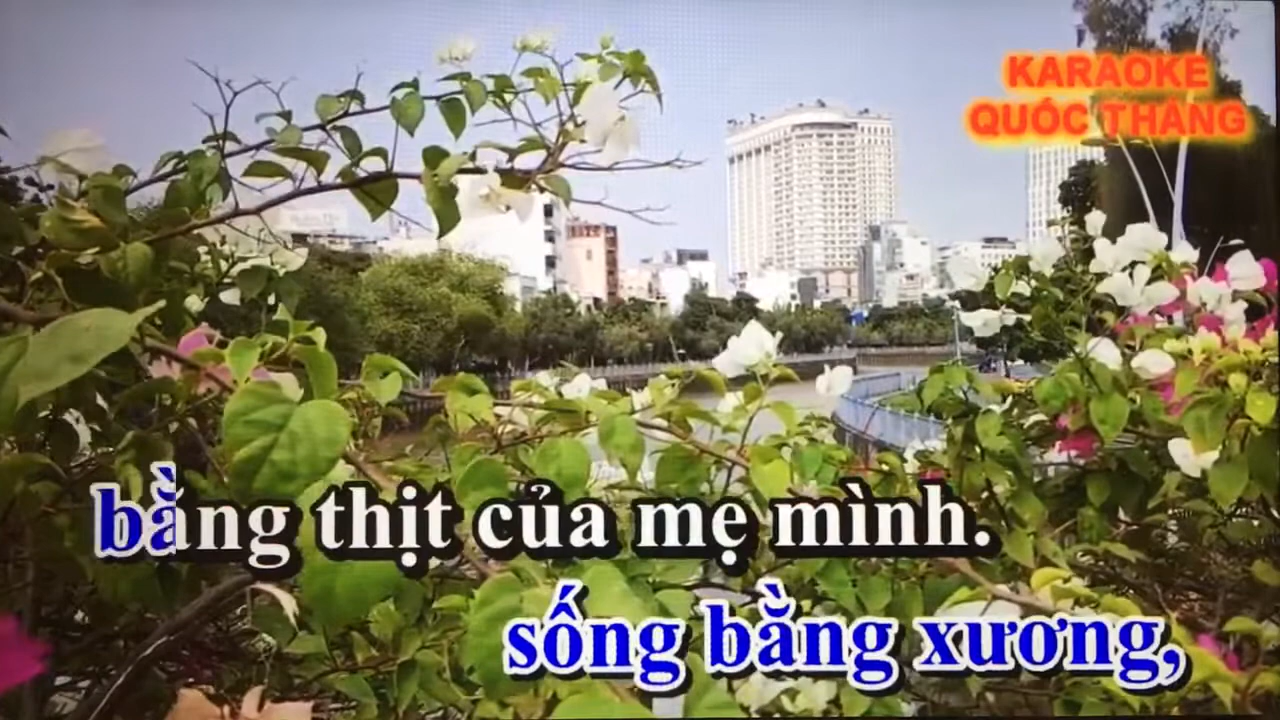 KARAOKE
QUỐC THẮNG
bằng thịt của mẹ mình.
sống bằng xương,